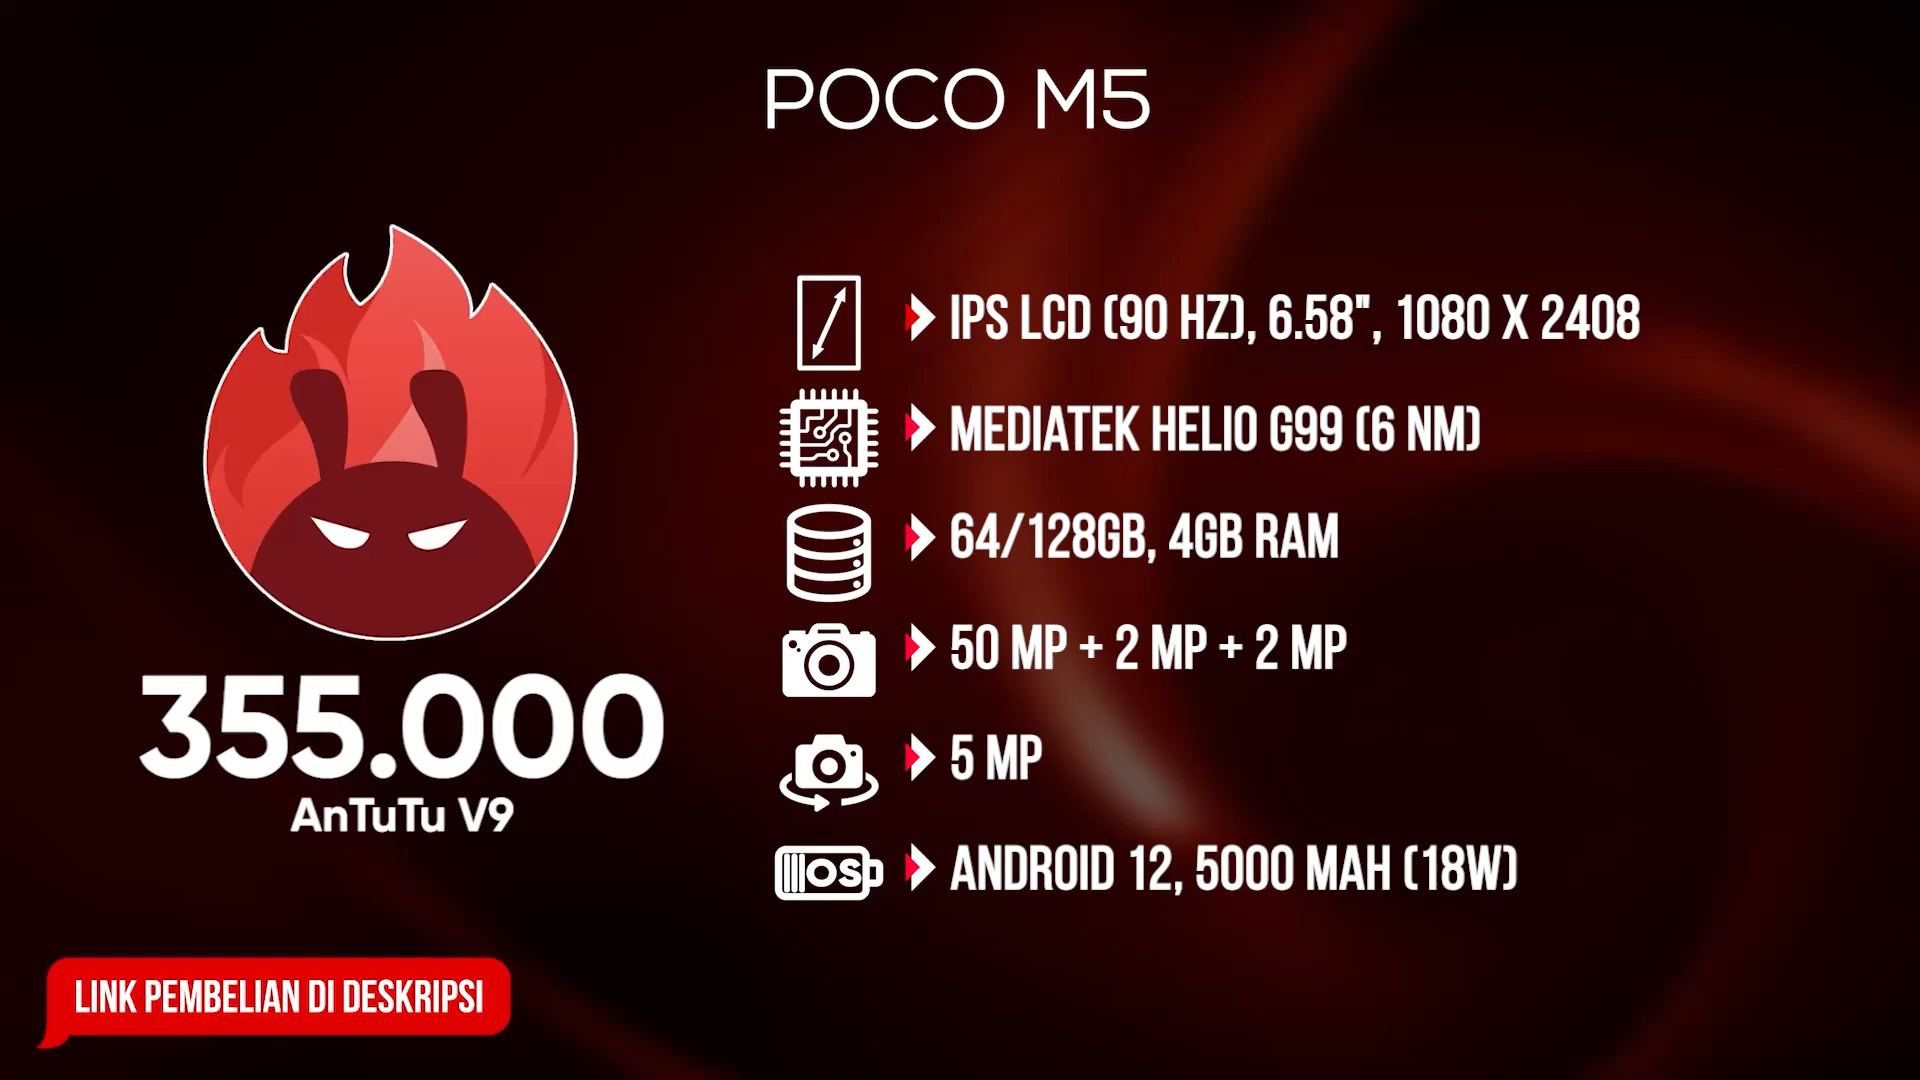 POCO M5
355.000
AnTuTu V9
IPS LCD (90 HZ), 6.58", 1080 X 2408
MEDIATEK HELIO G99 (6 NM)
64/128GB, 4GB RAM
50 MP + 2 MP + 2 MP
5 MP
OS
ANDROID 12, 5000 MAH (18W)
LINK PEMBELIAN DI DESKRIPSI